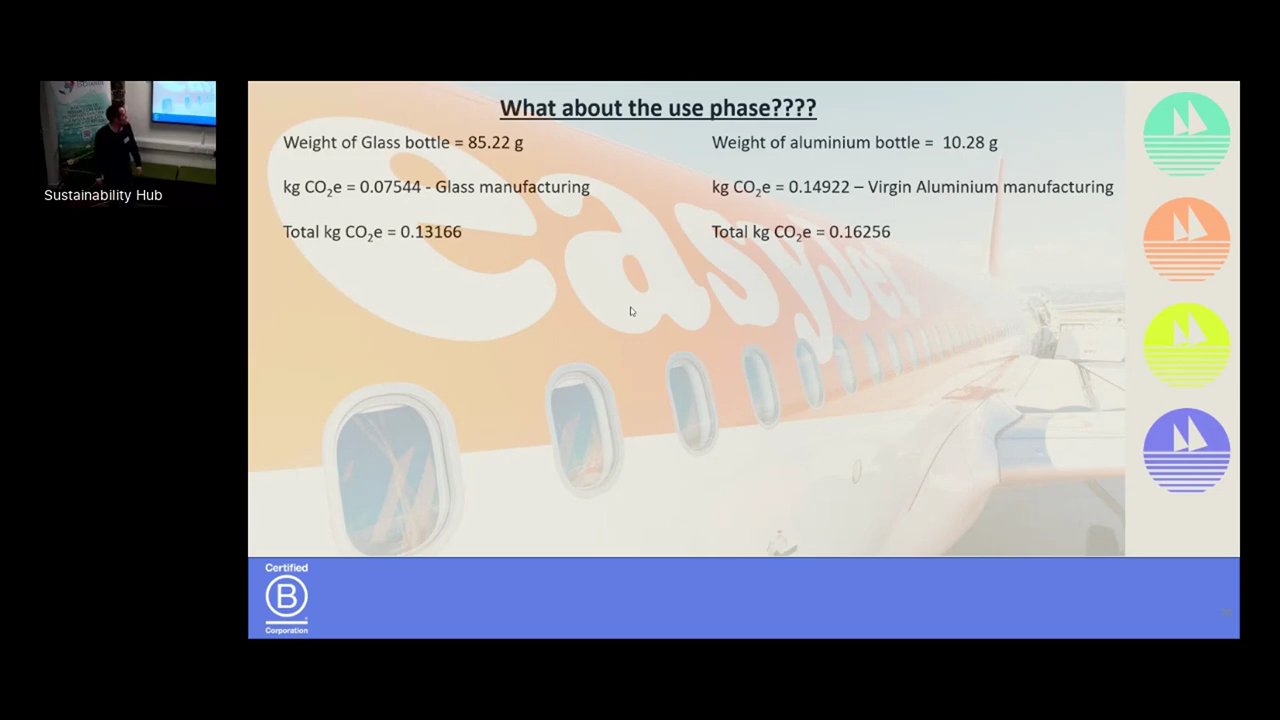 What about the use phase????
Weight of Glass bottle = 85.22 g
kg CO₂e = 0.07544 - Glass manufacturing
Total kg CO₂e = 0.13166
Weight of aluminium bottle =  10.28 g
kg CO₂e = 0.14922 – Virgin Aluminium manufacturing
Total kg CO₂e = 0.16256
easyJet
Sustainability Hub
Certified
B
Corporation